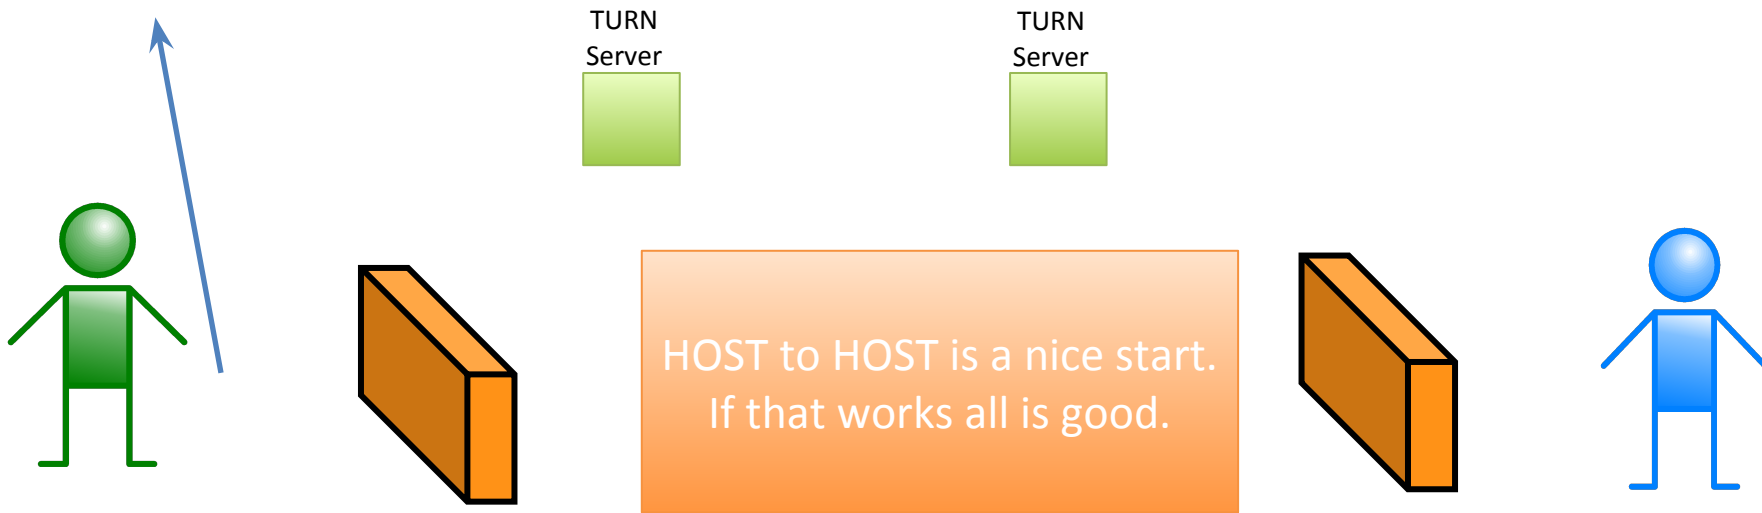 TURN
Server
TURN
Server
HOST to HOST is a nice start.
If that works all is good.